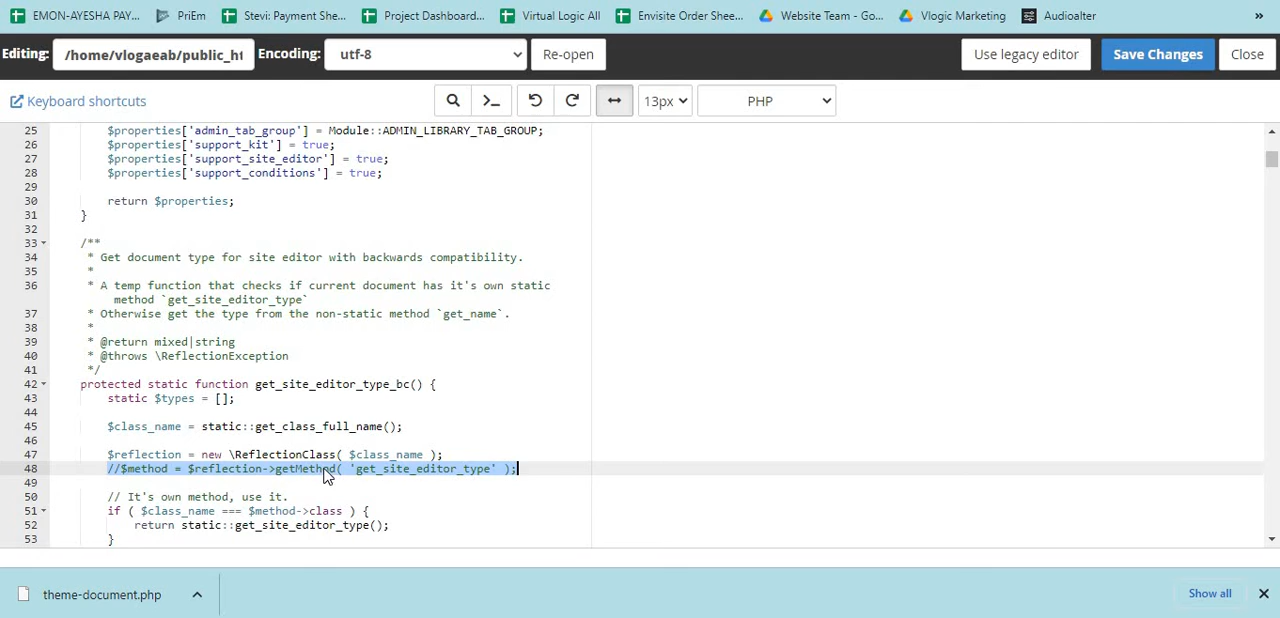 EMON-AYESHA PAY... PriEm Stevi: Payment She... Project Dashboard... Virtual Logic All Envisite Order Shee... Website Team - Go... Vlogic Marketing Audioalter »
Editing: /home/vlogaeab/public_ht Encoding: utf-8 Re-open Use legacy editor Save Changes Close
Keyboard shortcuts 13px PHP
25 $properties['admin_tab_group'] = Module::ADMIN_LIBRARY_TAB_GROUP;
26 $properties['support_kit'] = true;
27 $properties['support_site_editor'] = true;
28 $properties['support_conditions'] = true;
29
30 return $properties;
31 }
32
33 /**
34 * Get document type for site editor with backwards compatibility.
35 *
36 * A temp function that checks if current document has it's own static
method `get_site_editor_type`
37 * Otherwise get the type from the non-static method `get_name`.
38 *
39 * @return mixed|string
40 * @throws \ReflectionException
41 */
42 protected static function get_site_editor_type_bc() {
43 static $types = [];
44
45 $class_name = static::get_class_full_name();
46
47 $reflection = new \ReflectionClass( $class_name );
48 //$method = $reflection->getMethod( 'get_site_editor_type' );
49
50 // It's own method, use it.
51 if ( $class_name === $method->class ) {
52 return static::get_site_editor_type();
53 }
theme-document.php Show all